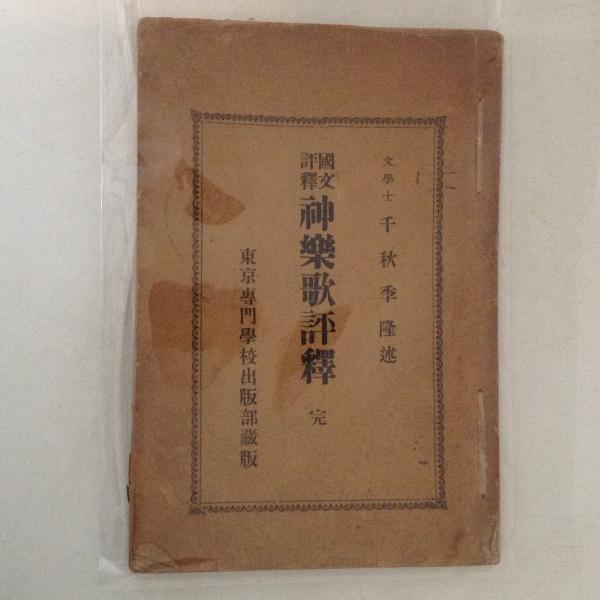 文學士 千秋季隆述
國文評釋 神樂歌評釋 完
東京專門學校出版部藏版